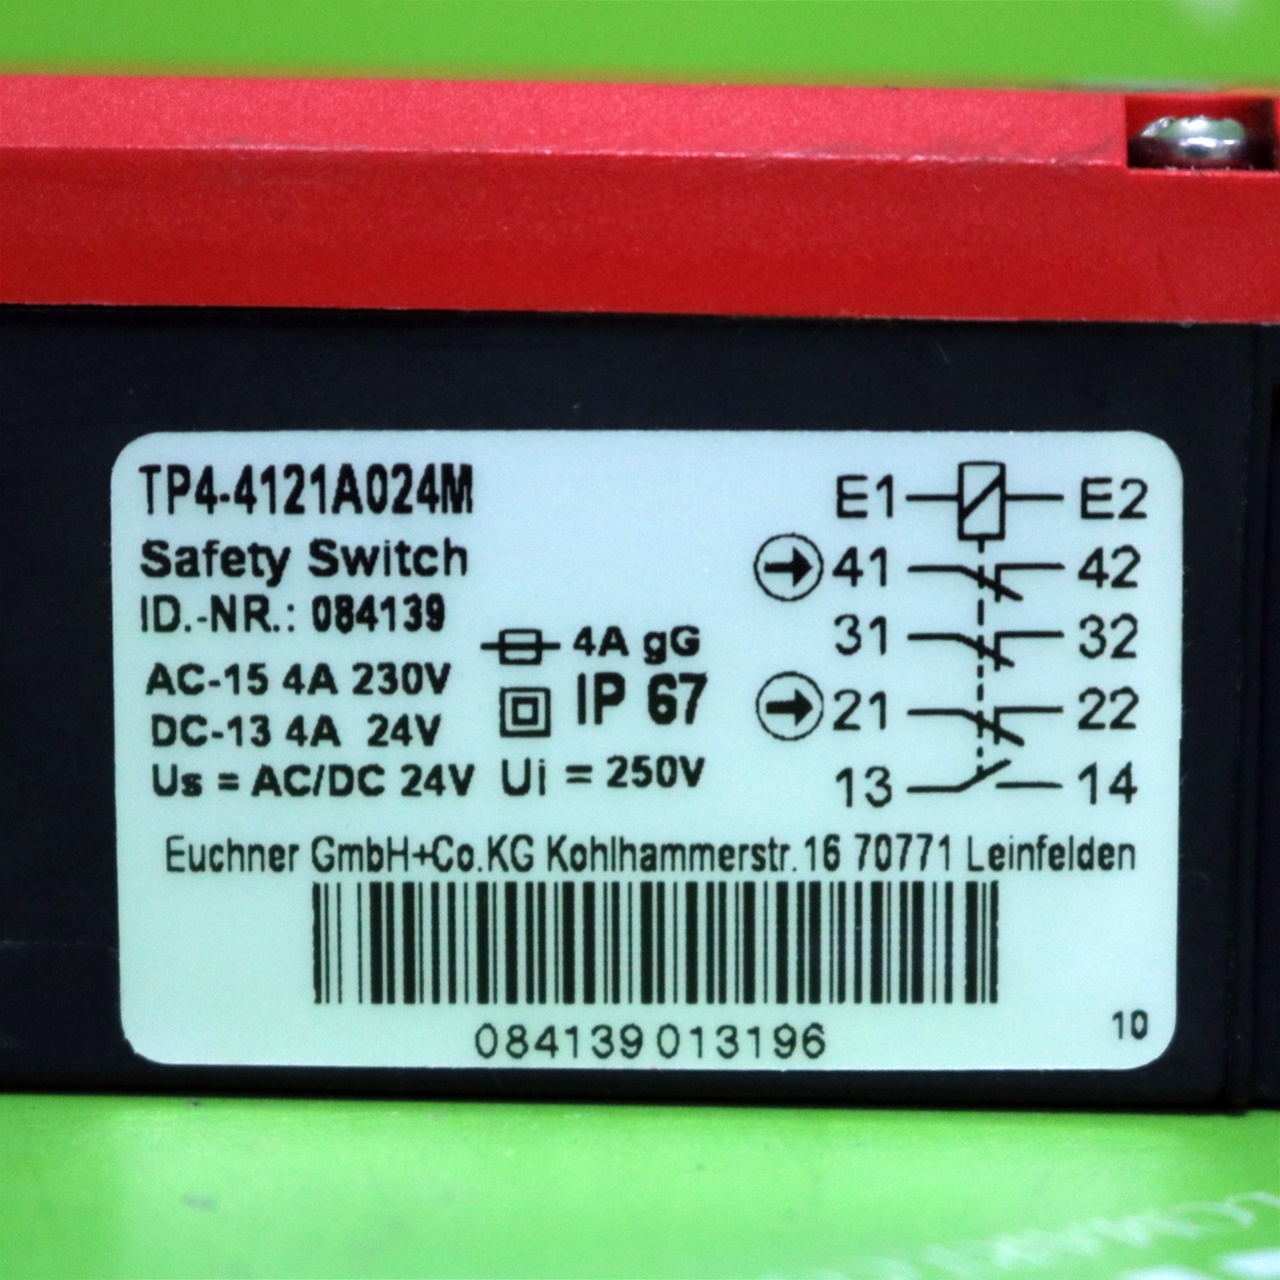 TP4-4121A024M
Safety Switch
ID.-NR.: 084139
AC-15 4A 230V
DC-13 4A 24V
Us = AC/DC 24V Ui = 250V
4A gG
IP 67
E1 E2
41 42
31 32
21 22
13 14
Euchner GmbH+Co.KG Kohlhammerstr. 16 70771 Leinfelden
084139 013196
10